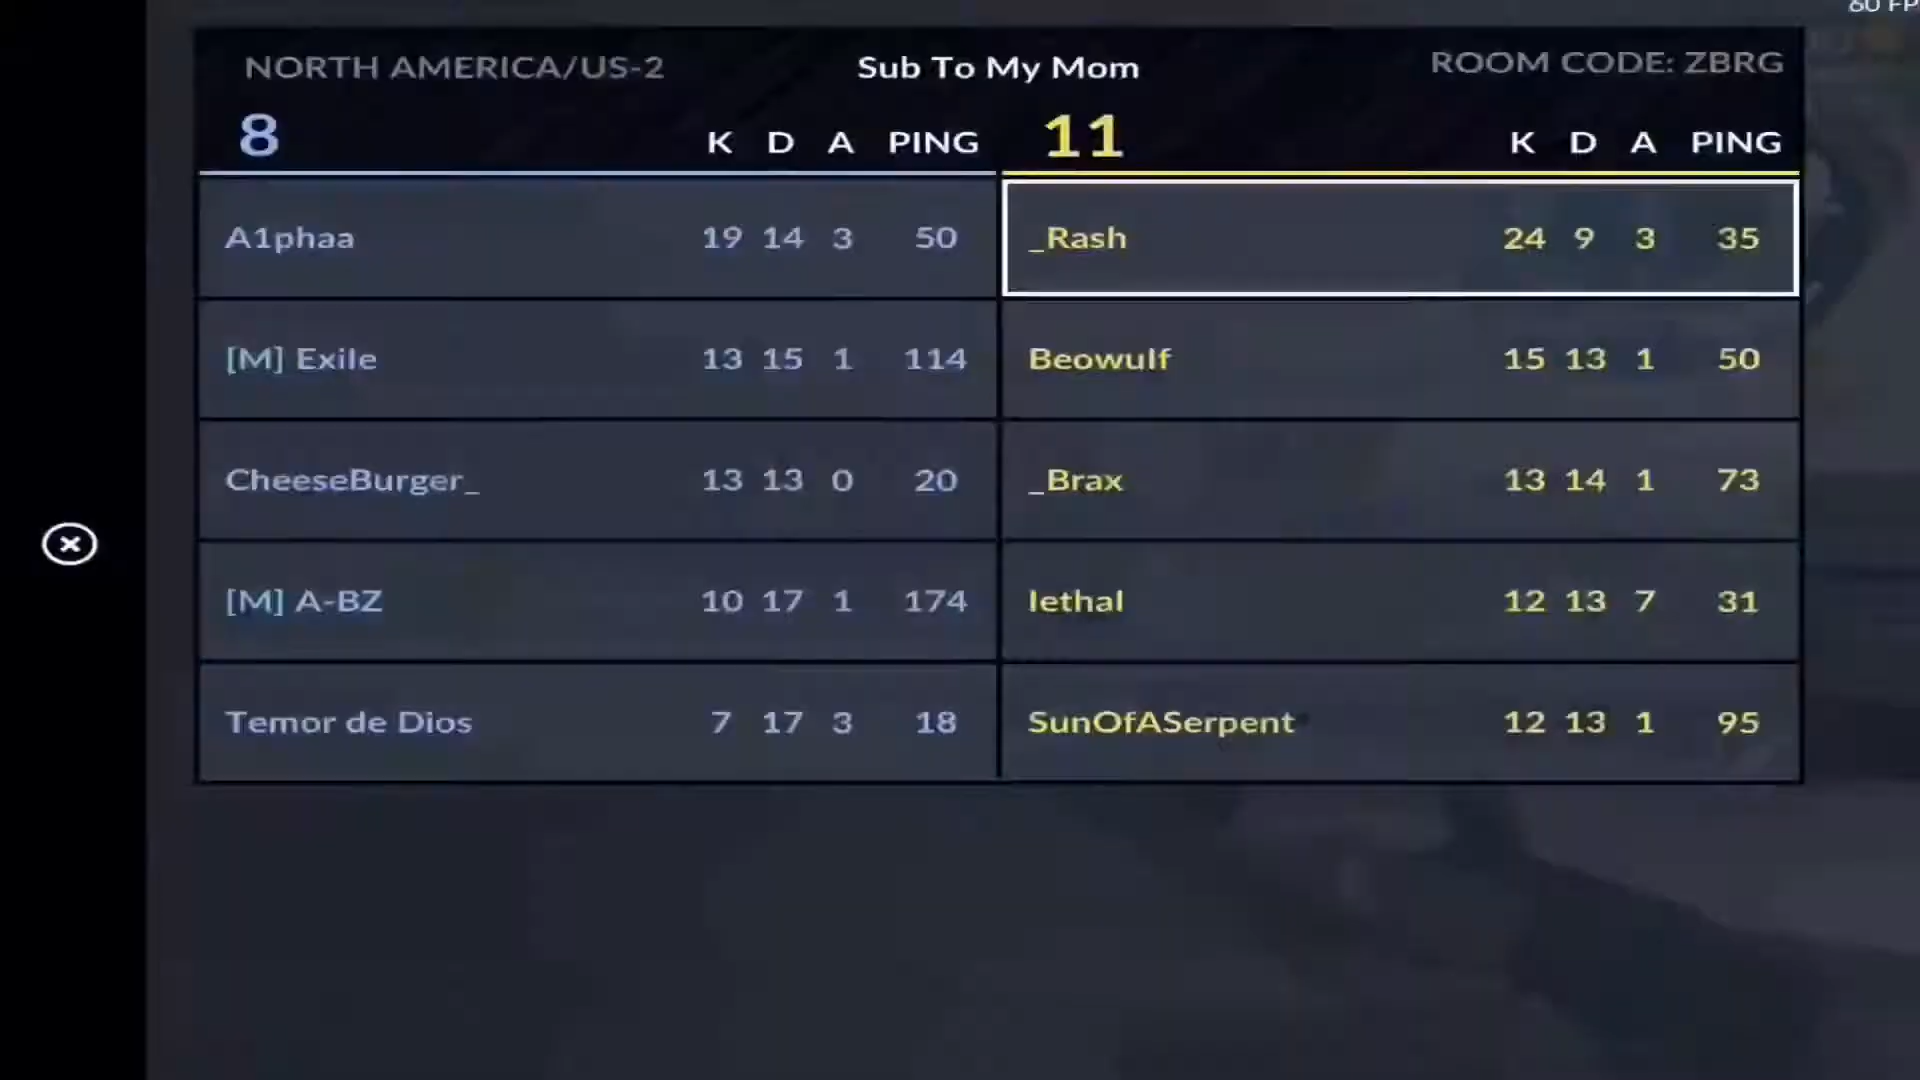 60 FP
NORTH AMERICA/US-2 Sub To My Mom ROOM CODE: ZBRG
8 K D A PING 11 K D A PING
A1phaa 19 14 3 50 _Rash 24 9 3 35
[M] Exile 13 15 1 114 Beowulf 15 13 1 50
CheeseBurger_ 13 13 0 20 _Brax 13 14 1 73
[M] A-BZ 10 17 1 174 lethal 12 13 7 31
Temor de Dios 7 17 3 18 SunOfASerpent 12 13 1 95